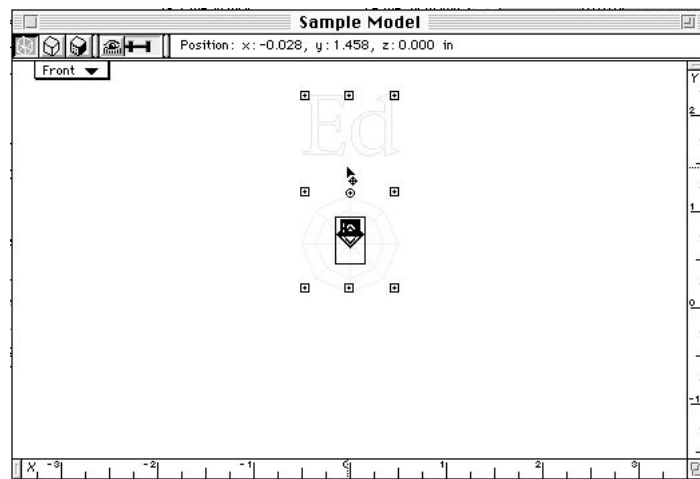 Sample Model
Position: x:-0.028, y:1.458, z:0.000 in
Front
Y
Ed
2
1
0
-1
X -3 -2 -1 0 1 2 3